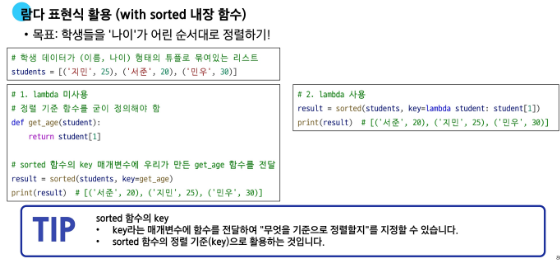 람다 표현식 활용 (with sorted 내장 함수)
• 목표: 학생들을 '나이'가 어린 순서대로 정렬하기!
# 학생 데이터가 (이름, 나이) 형태의 튜플로 묶여있는 리스트
students = [('지민', 25), ('서준', 20), ('민우', 30)]
# 1. lambda 미사용
# 정렬 기준 함수를 굳이 정의해야 함
def get_age(student):
    return student[1]
# sorted 함수의 key 매개변수에 우리가 만든 get_age 함수를 전달
result = sorted(students, key=get_age)
print(result)  # [('서준', 20), ('지민', 25), ('민우', 30)]
# 2. lambda 사용
result = sorted(students, key=lambda student: student[1])
print(result)  # [('서준', 20), ('지민', 25), ('민우', 30)]
TIP
sorted 함수의 key
• key라는 매개변수에 함수를 전달하여 "무엇을 기준으로 정렬할지"를 지정할 수 있습니다.
• sorted 함수의 정렬 기준(key)으로 활용하는 것입니다.